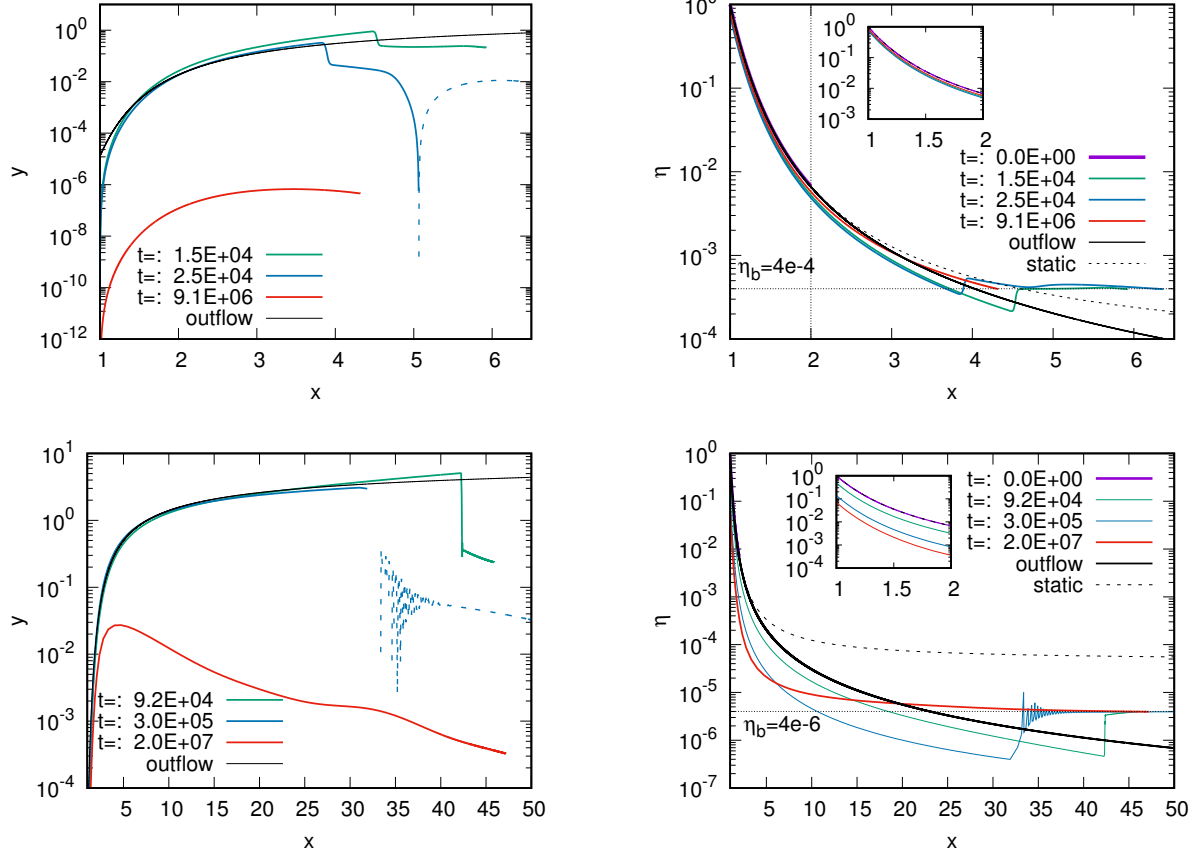 10^0
10^-2
10^-4
10^-6
10^-8
10^-10
10^-12
y
t=: 1.5E+04
t=: 2.5E+04
t=: 9.1E+06
outflow
1 2 3 4 5 6
x
10^0
10^-1
10^-2
10^-3
10^-4
η
10^0
10^-1
10^-2
10^-3
1 1.5 2
t=: 0.0E+00
t=: 1.5E+04
t=: 2.5E+04
t=: 9.1E+06
outflow
static
η_b=4e-4
1 2 3 4 5 6
x
10^1
10^0
10^-1
10^-2
10^-3
10^-4
y
t=: 9.2E+04
t=: 3.0E+05
t=: 2.0E+07
outflow
5 10 15 20 25 30 35 40 45 50
x
10^0
10^-1
10^-2
10^-3
10^-4
10^-5
10^-6
10^-7
η
10^0
10^-1
10^-2
10^-3
10^-4
1 1.5 2
t=: 0.0E+00
t=: 9.2E+04
t=: 3.0E+05
t=: 2.0E+07
outflow
static
η_b=4e-6
5 10 15 20 25 30 35 40 45 50
x